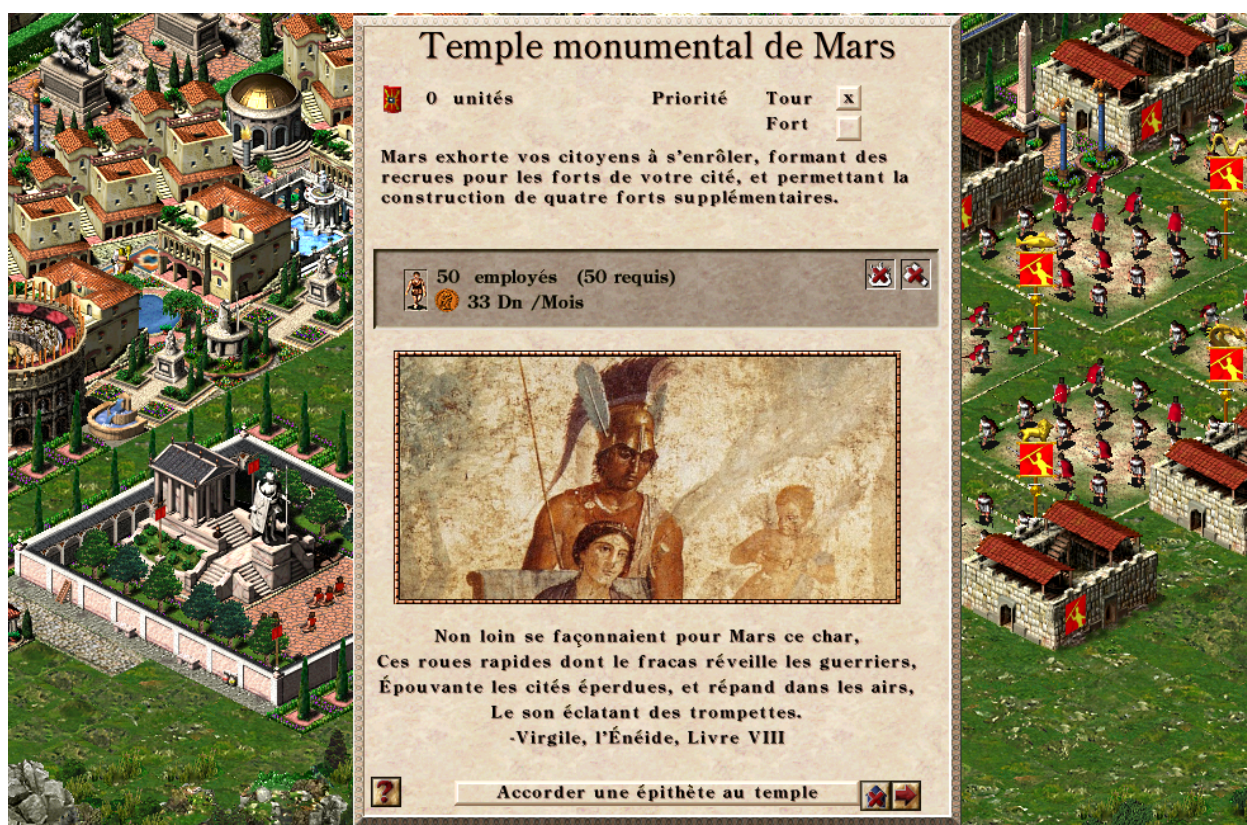 Temple monumental de Mars
0 unités Priorité Tour x
Fort
Mars exhorte vos citoyens à s'enrôler, formant des
recrues pour les forts de votre cité, et permettant la
construction de quatre forts supplémentaires.
50 employés (50 requis)
33 Dn /Mois
Non loin se façonnaient pour Mars ce char,
Ces roues rapides dont le fracas réveille les guerriers,
Épouvante les cités éperdues, et répand dans les airs,
Le son éclatant des trompettes.
-Virgile, l'Énéide, Livre VIII
? Accorder une épithète au temple